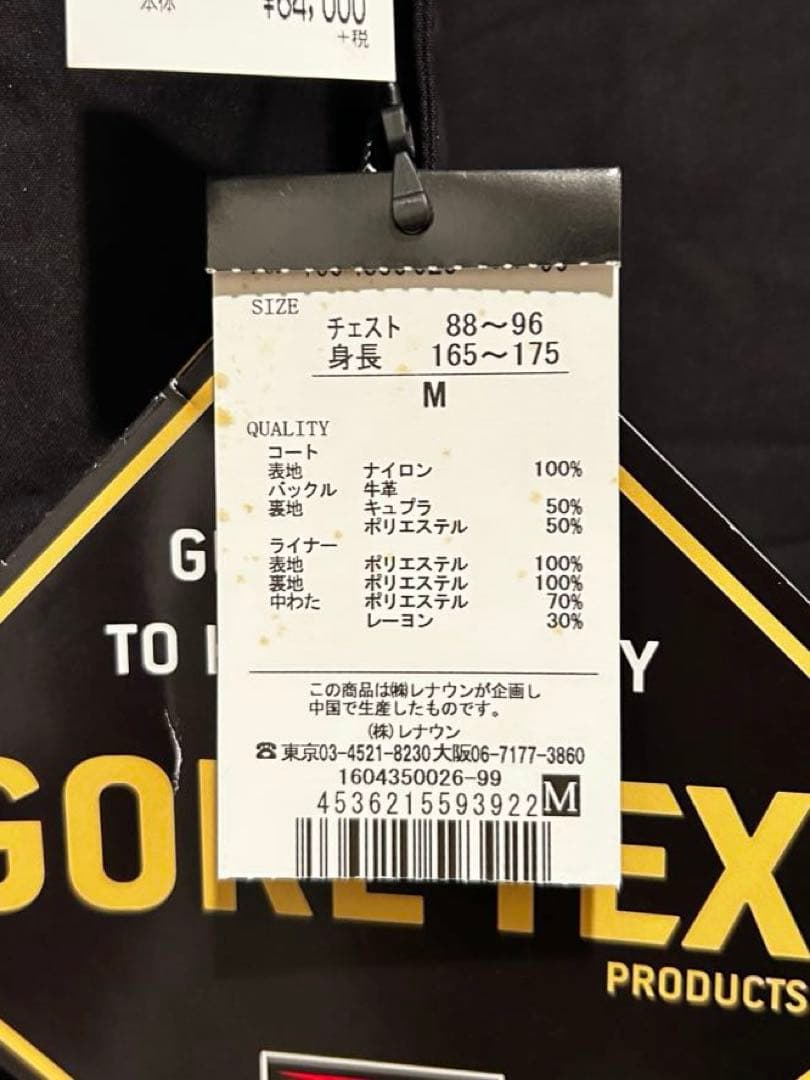 本体 ¥64,000
+税
SIZE
チェスト 88～96
身長 165～175
M
QUALITY
コート
表地 ナイロン 100%
バックル 牛革
裏地 キュプラ 50%
ポリエステル 50%
ライナー
表地 ポリエステル 100%
裏地 ポリエステル 100%
中わた ポリエステル 70%
レーヨン 30%
この商品は㈱レナウンが企画し
中国で生産したものです。
(株)レナウン
☎東京03-4521-8230大阪06-7177-3860
1604350026-99
4536215593922 M
TO
Y
GORE-TEX
PRODUCTS